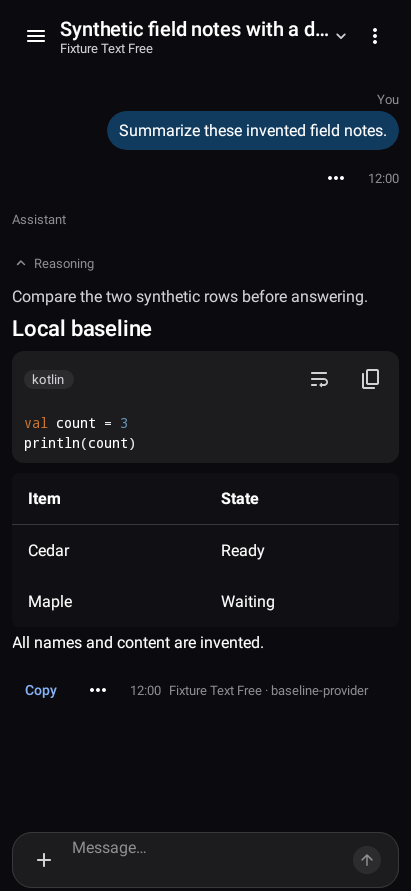 Synthetic field notes with a d...
Fixture Text Free
You
Summarize these invented field notes.
12:00
Assistant
Reasoning
Compare the two synthetic rows before answering.
Local baseline
kotlin
val count = 3
println(count)
Item State
Cedar Ready
Maple Waiting
All names and content are invented.
Copy 12:00 Fixture Text Free · baseline-provider
Message...